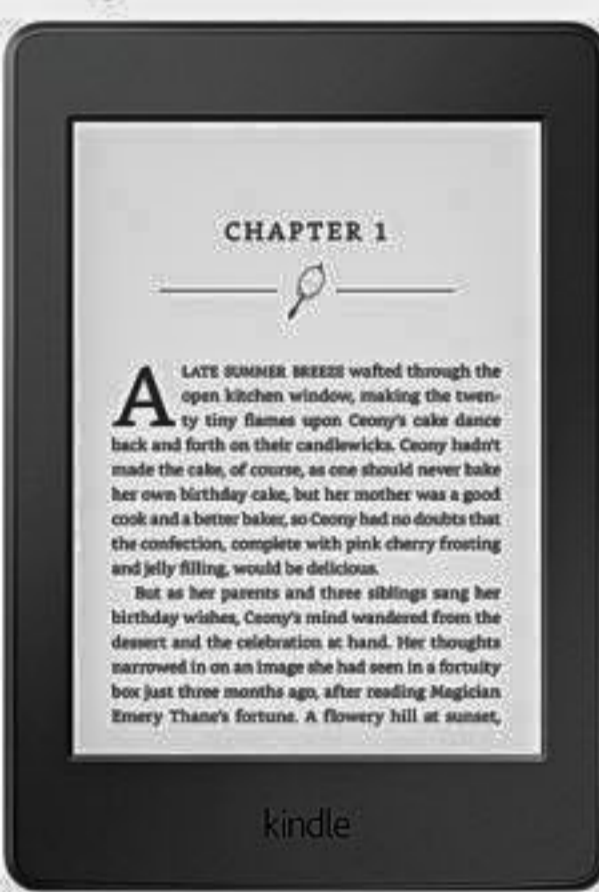 CHAPTER 1
A LATE SUMMER BREEZE wafted through the
open kitchen window, making the twen-
ty tiny flames upon Ceony's cake dance
back and forth on their candlewicks. Ceony hadn't
made the cake, of course, as one should never bake
her own birthday cake, but her mother was a good
cook and a better baker, so Ceony had no doubts that
the confection, complete with pink cherry frosting
and jelly filling, would be delicious.
But as her parents and three siblings sang her
birthday wishes, Ceony's mind wandered from the
dessert and the celebration at hand. Her thoughts
narrowed in on an image she had seen in a fortuity
box just three months ago, after reading Magician
Emery Thane's fortune. A flowery hill at sunset,
kindle